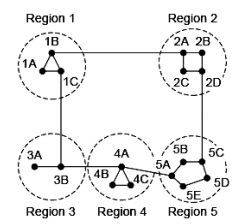 Region 1
Region 2
1B
2A 2B
1A
1C
2C 2D
3A
3B
4A
4B 4C
5B 5C
5A
5D
5E
Region 3 Region 4 Region 5